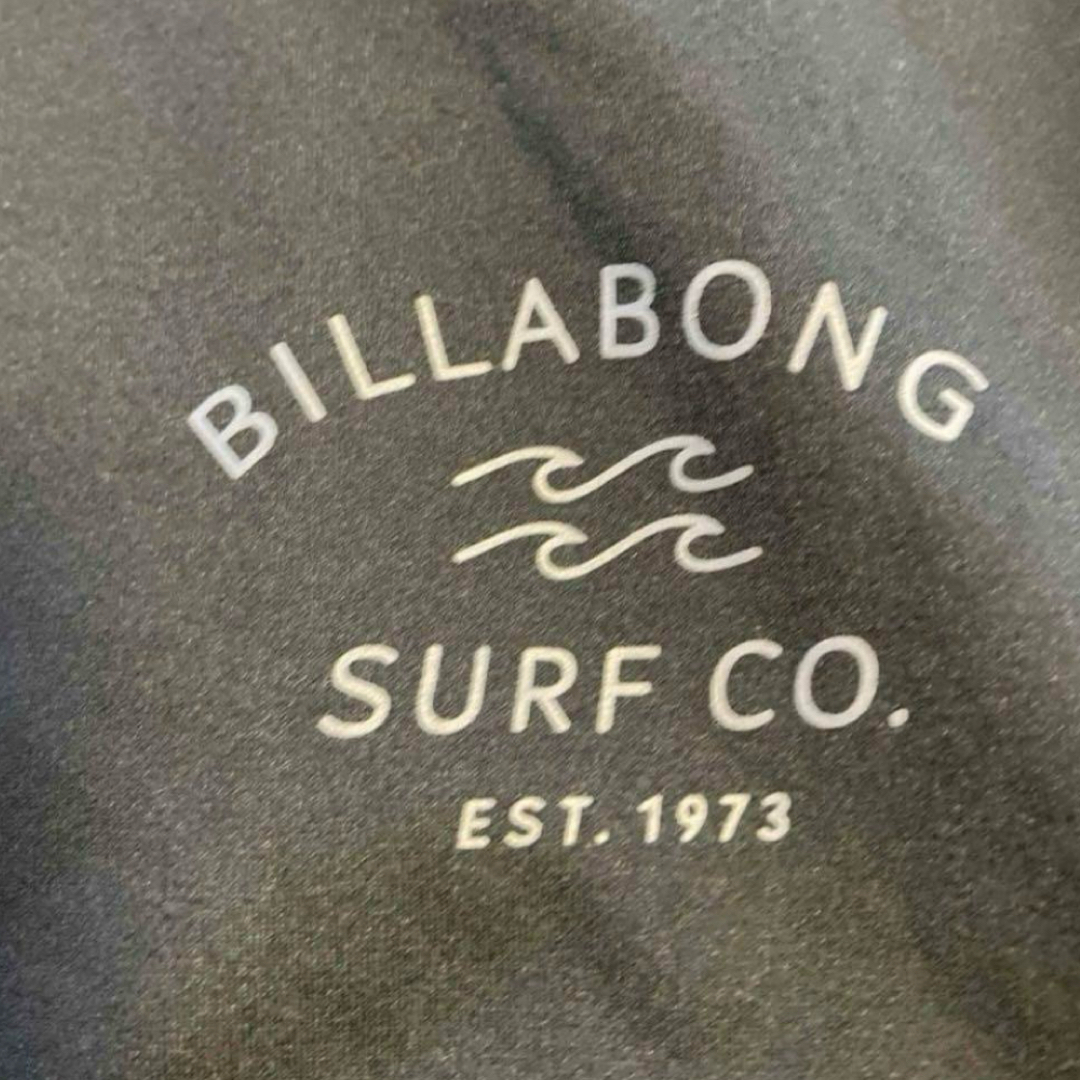 BILLABONG
SURF CO.
EST. 1973